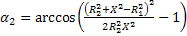 α₂ = arccos((R₂²+X²−R₁²)²/2R₂²X² − 1)